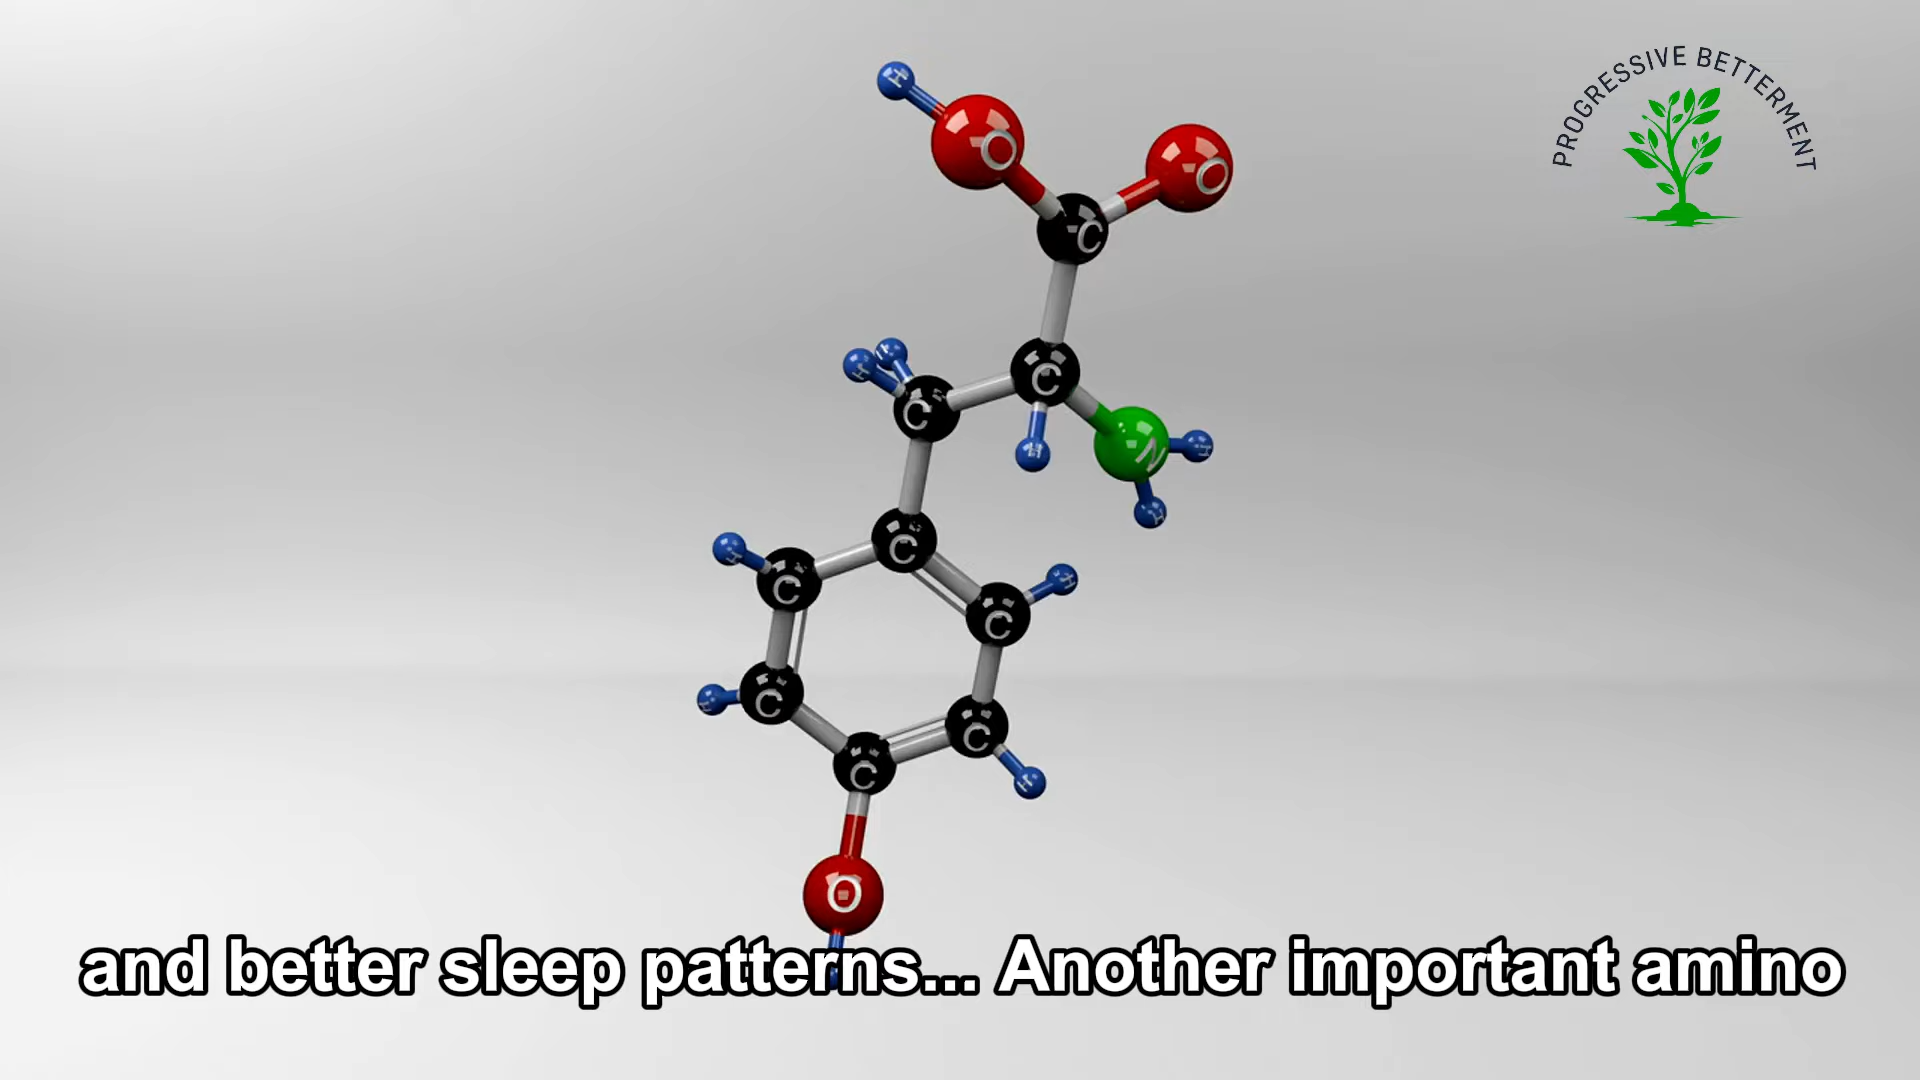 PROGRESSIVE BETTERMENT
H
O
O
C
H
H
C
C
H
N
H
H
C
H
C
H
C
H
C
C
C
H
O
and better sleep patterns... Another important amino